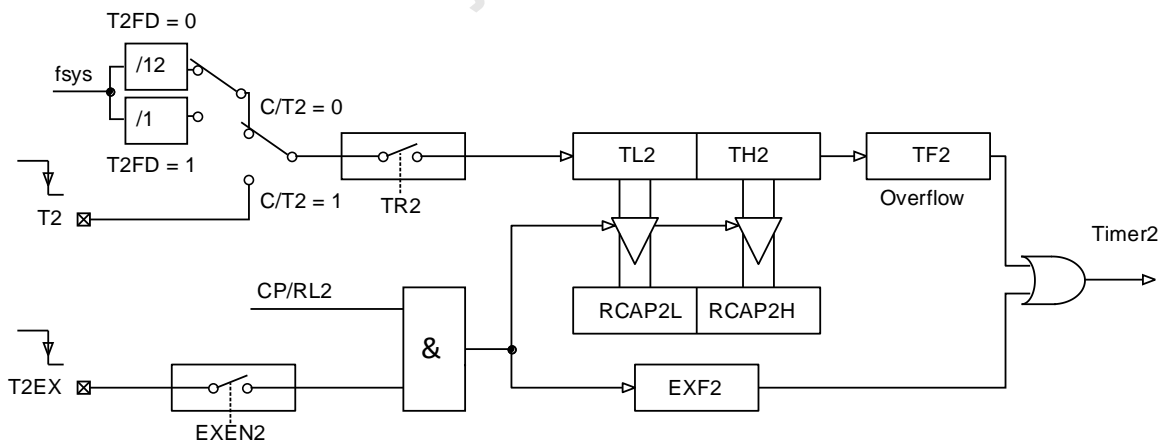 T2FD = 0
/12
fsys
C/T2 = 0
/1
T2FD = 1
TL2
TH2
TF2
T2
C/T2 = 1
TR2
Overflow
Timer2
CP/RL2
RCAP2L
RCAP2H
&
T2EX
EXF2
EXEN2